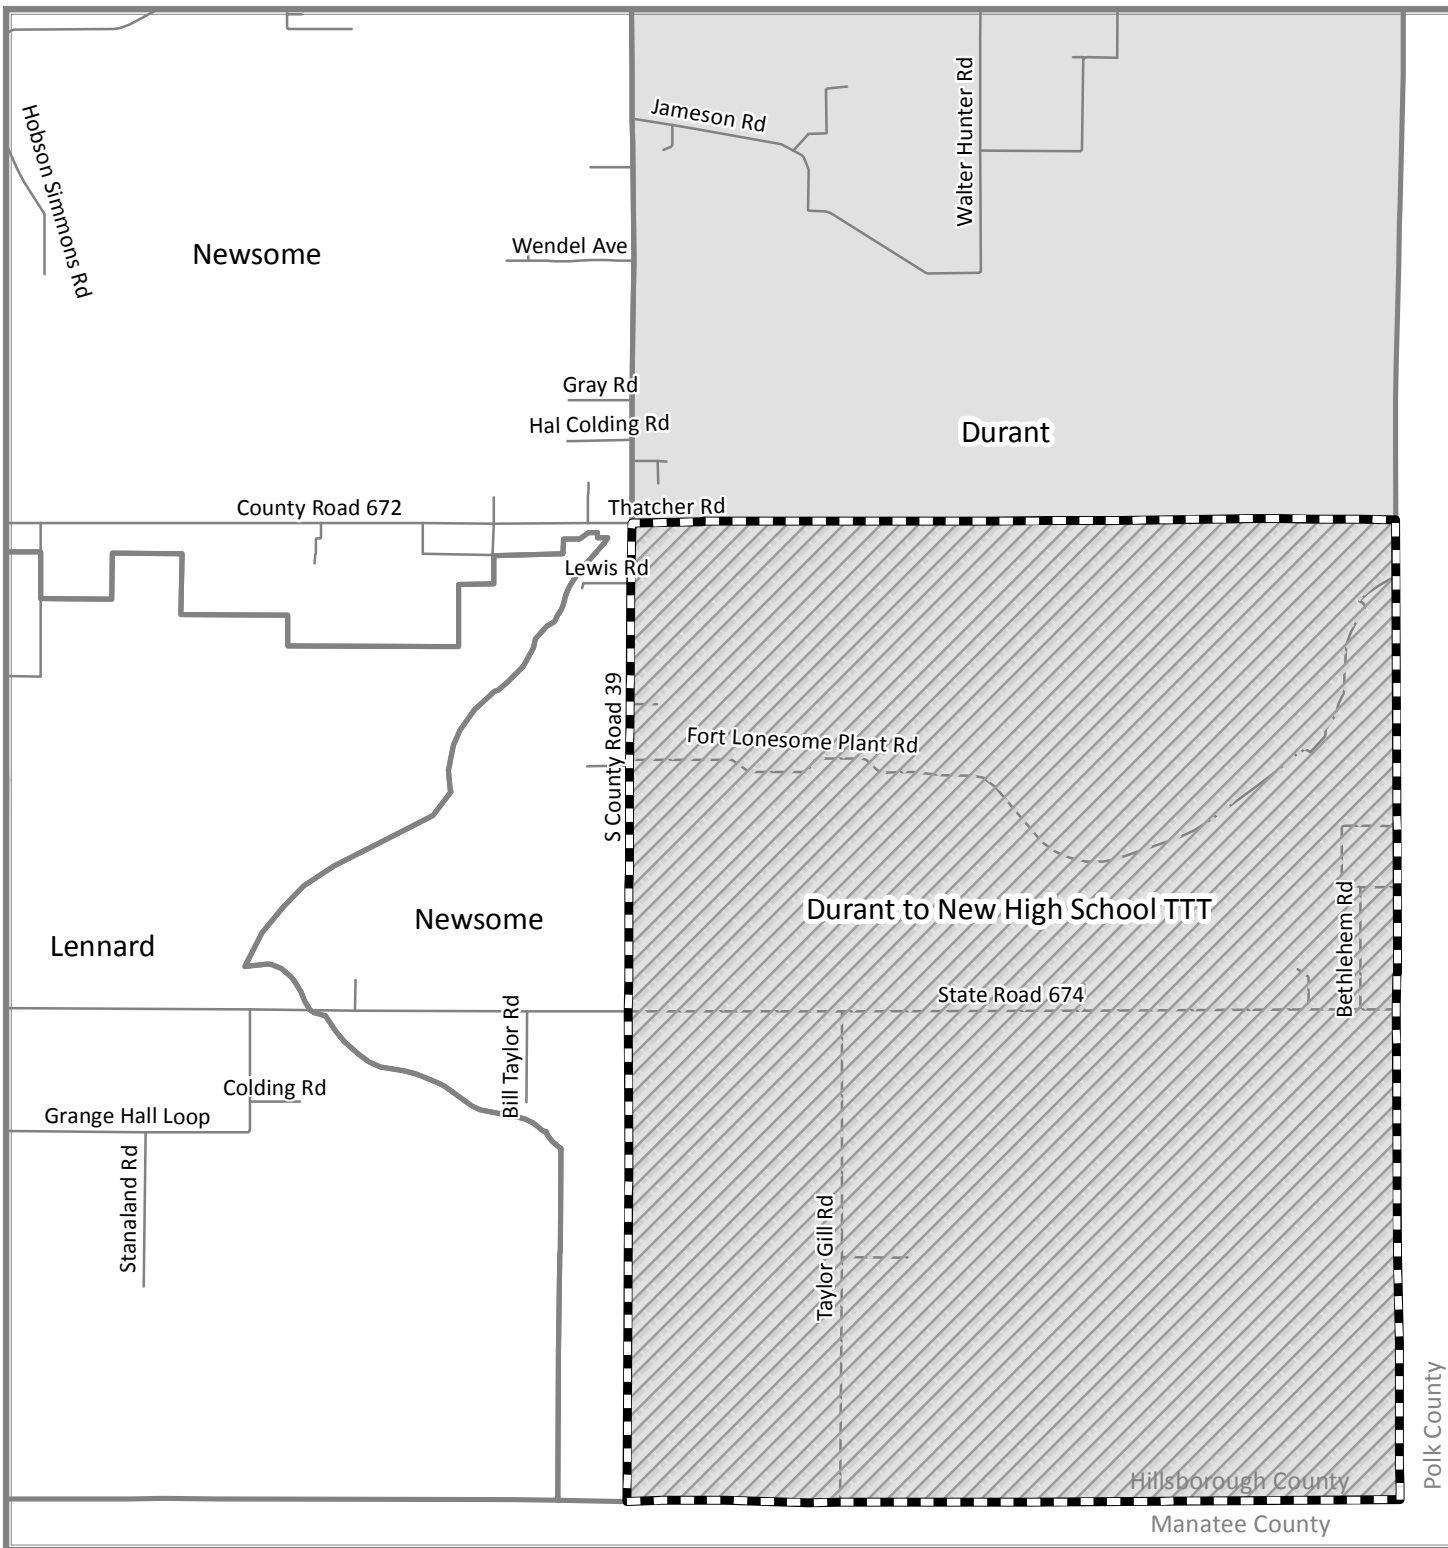 Hobson Simmons Rd
Jameson Rd
Walter Hunter Rd
Newsome
Wendel Ave
Gray Rd
Hal Colding Rd
Durant
County Road 672
Thatcher Rd
Lewis Rd
S County Road 39
Fort Lonesome Plant Rd
Durant to New High School TTT
Newsome
Lennard
Bethlehem Rd
State Road 674
Bill Taylor Rd
Colding Rd
Grange Hall Loop
Stanaland Rd
Taylor Gill Rd
Polk County
Hillsborough County
Manatee County